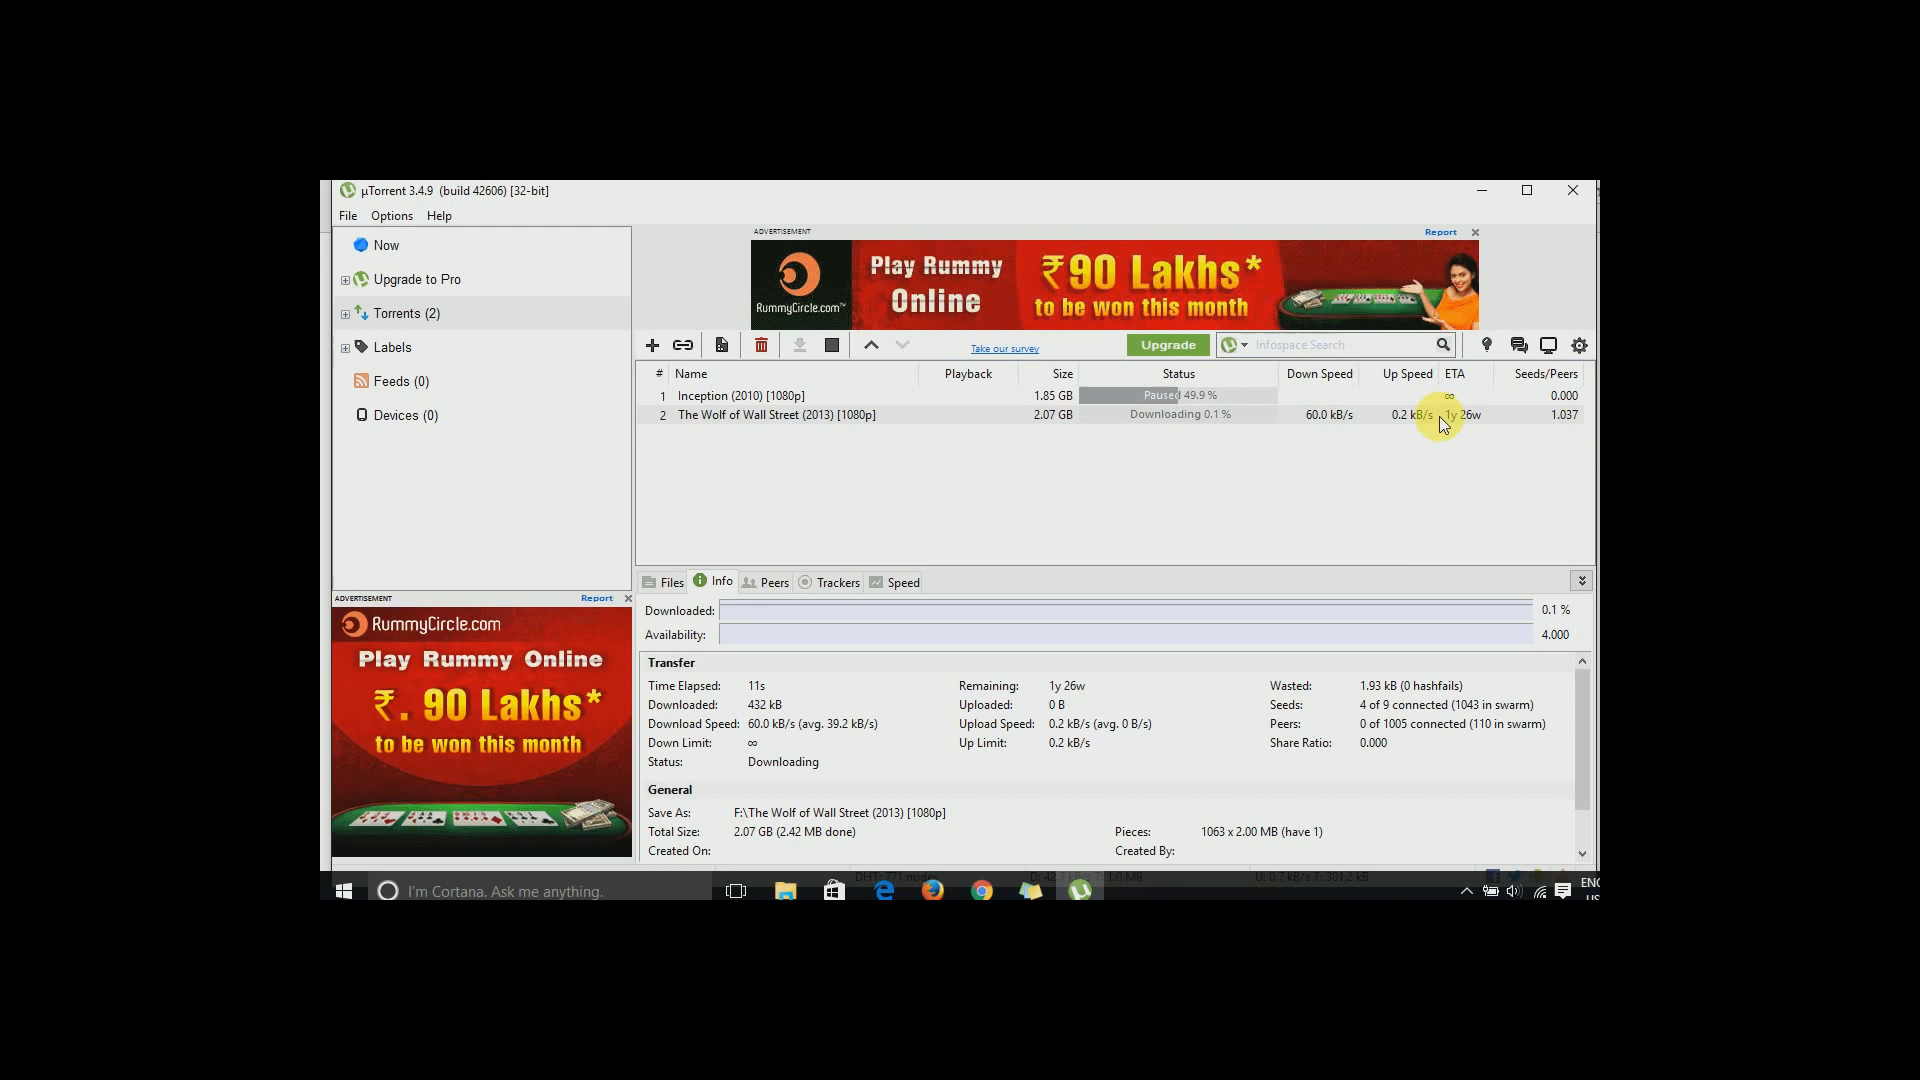 µTorrent 3.4.9 (build 42606) [32-bit]
File Options Help
Now
Upgrade to Pro
Torrents (2)
Labels
Feeds (0)
Devices (0)
ADVERTISEMENT Report
RummyCircle.com™
Play Rummy Online
₹90 Lakhs*
to be won this month
Take our survey Upgrade Infospace Search
# Name Playback Size Status Down Speed Up Speed ETA Seeds/Peers
1 Inception (2010) [1080p] 1.85 GB Paused 49.9 % ∞ 0.000
2 The Wolf of Wall Street (2013) [1080p] 2.07 GB Downloading 0.1 % 60.0 kB/s 0.2 kB/s 1y 26w 1.037
ADVERTISEMENT Report
RummyCircle.com
Play Rummy Online
₹. 90 Lakhs*
to be won this month
Files Info Peers Trackers Speed
Downloaded: 0.1 %
Availability: 4.000
Transfer
Time Elapsed: 11s Remaining: 1y 26w Wasted: 1.93 kB (0 hashfails)
Downloaded: 432 kB Uploaded: 0 B Seeds: 4 of 9 connected (1043 in swarm)
Download Speed: 60.0 kB/s (avg. 39.2 kB/s) Upload Speed: 0.2 kB/s (avg. 0 B/s) Peers: 0 of 1005 connected (110 in swarm)
Down Limit: ∞ Up Limit: 0.2 kB/s Share Ratio: 0.000
Status: Downloading
General
Save As: F:\The Wolf of Wall Street (2013) [1080p]
Total Size: 2.07 GB (2.42 MB done) Pieces: 1063 x 2.00 MB (have 1)
Created On: Created By:
DHT: 771 nodes
I'm Cortana. Ask me anything.